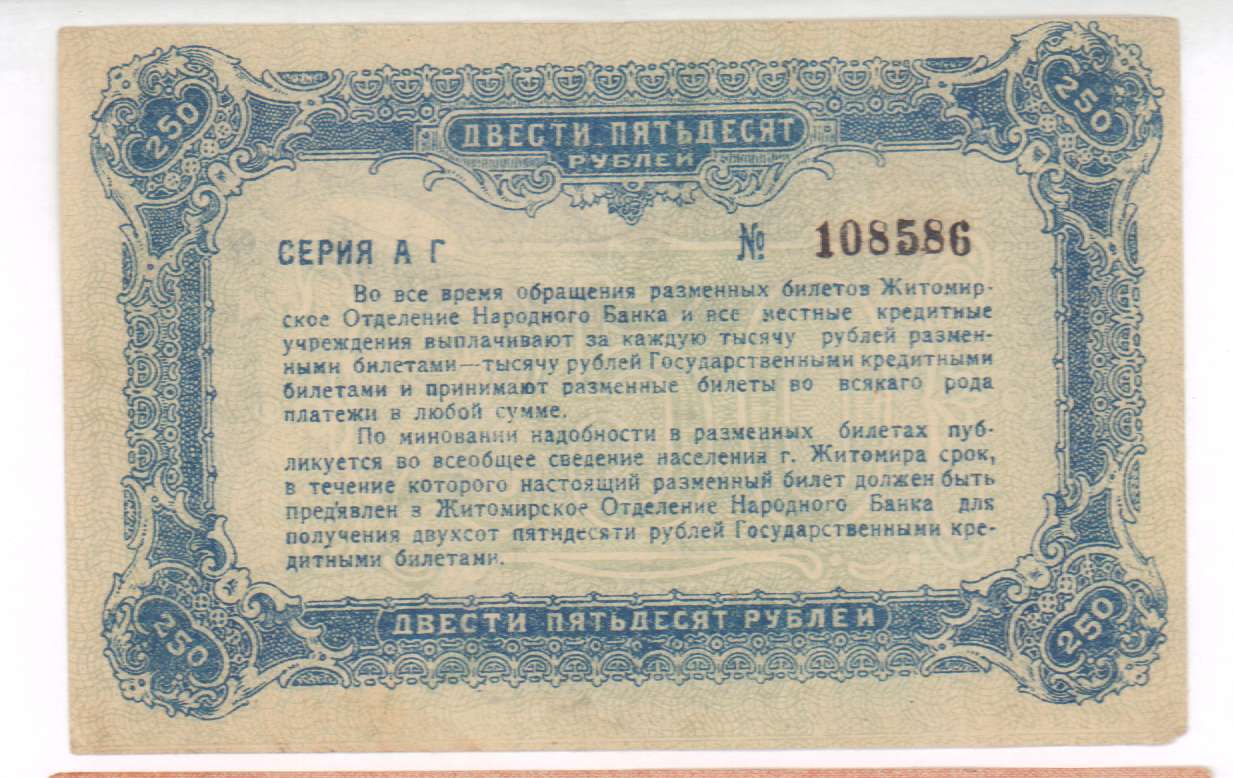 250
250
ДВЕСТИ ПЯТЬДЕСЯТ
РУБЛЕЙ
СЕРИЯ А Г № 108586
Во все время обращения разменных билетов Житомир-
ское Отделение Народного Банка и все местные кредитные
учреждения выплачивают за каждую тысячу рублей размен-
ными билетами—тысячу рублей Государственными кредитными
билетами и принимают разменные билеты во всякаго рода
платежи в любой сумме.
По миновании надобности в разменных билетах пуб-
ликуется во всеобщее сведение населения г. Житомира срок,
в течение которого настоящий разменный билет должен быть
пред'явлен в Житомирское Отделение Народного Банка для
получения двухсот пятидесяти рублей Государственными кре-
дитными билетами.
ДВЕСТИ ПЯТЬДЕСЯТ РУБЛЕЙ
250
250